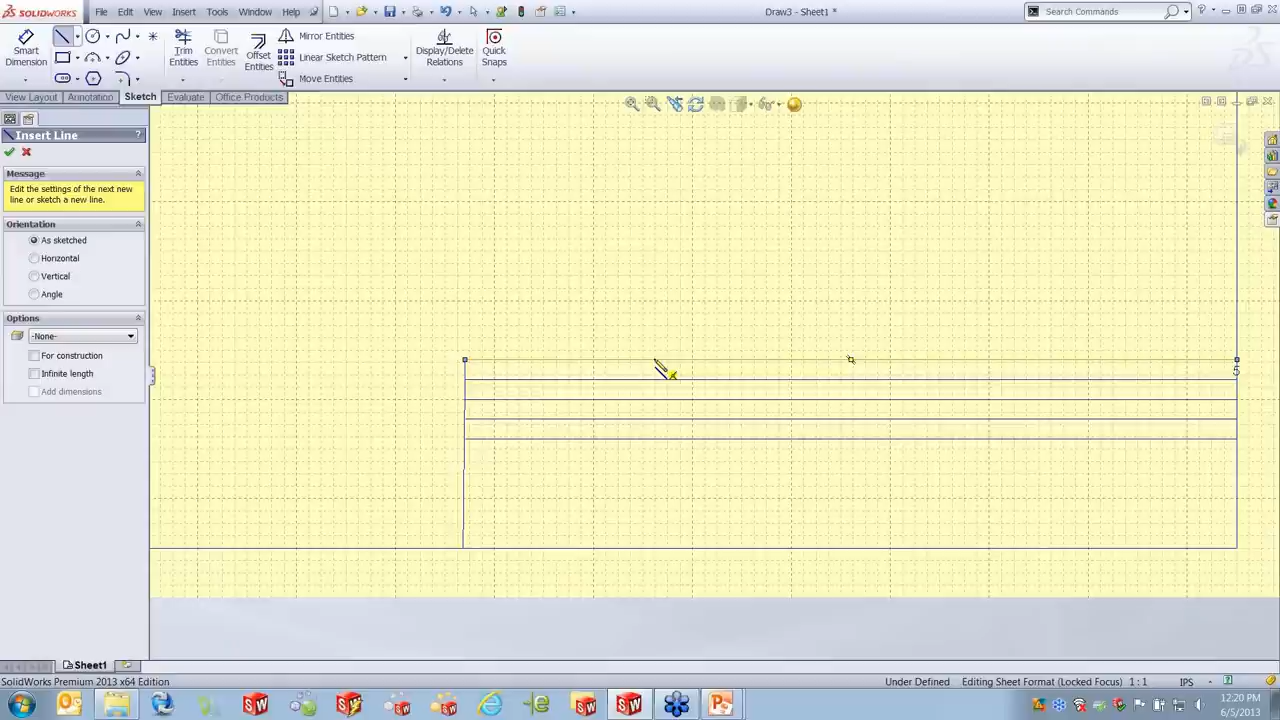 SOLIDWORKS
File Edit View Insert Tools Window Help
Draw3 - Sheet1 *
Search Commands
Smart Dimension
Trim Entities
Convert Entities
Offset Entities
Mirror Entities
Linear Sketch Pattern
Move Entities
Display/Delete Relations
Quick Snaps
View Layout Annotation Sketch Evaluate Office Products
Insert Line ?
Message
Edit the settings of the next new
line or sketch a new line.
Orientation
As sketched
Horizontal
Vertical
Angle
Options
-None-
For construction
Infinite length
Add dimensions
5
Sheet1
SolidWorks Premium 2013 x64 Edition
Under Defined Editing Sheet Format (Locked Focus) 1 : 1 IPS
12:20 PM
6/5/2013